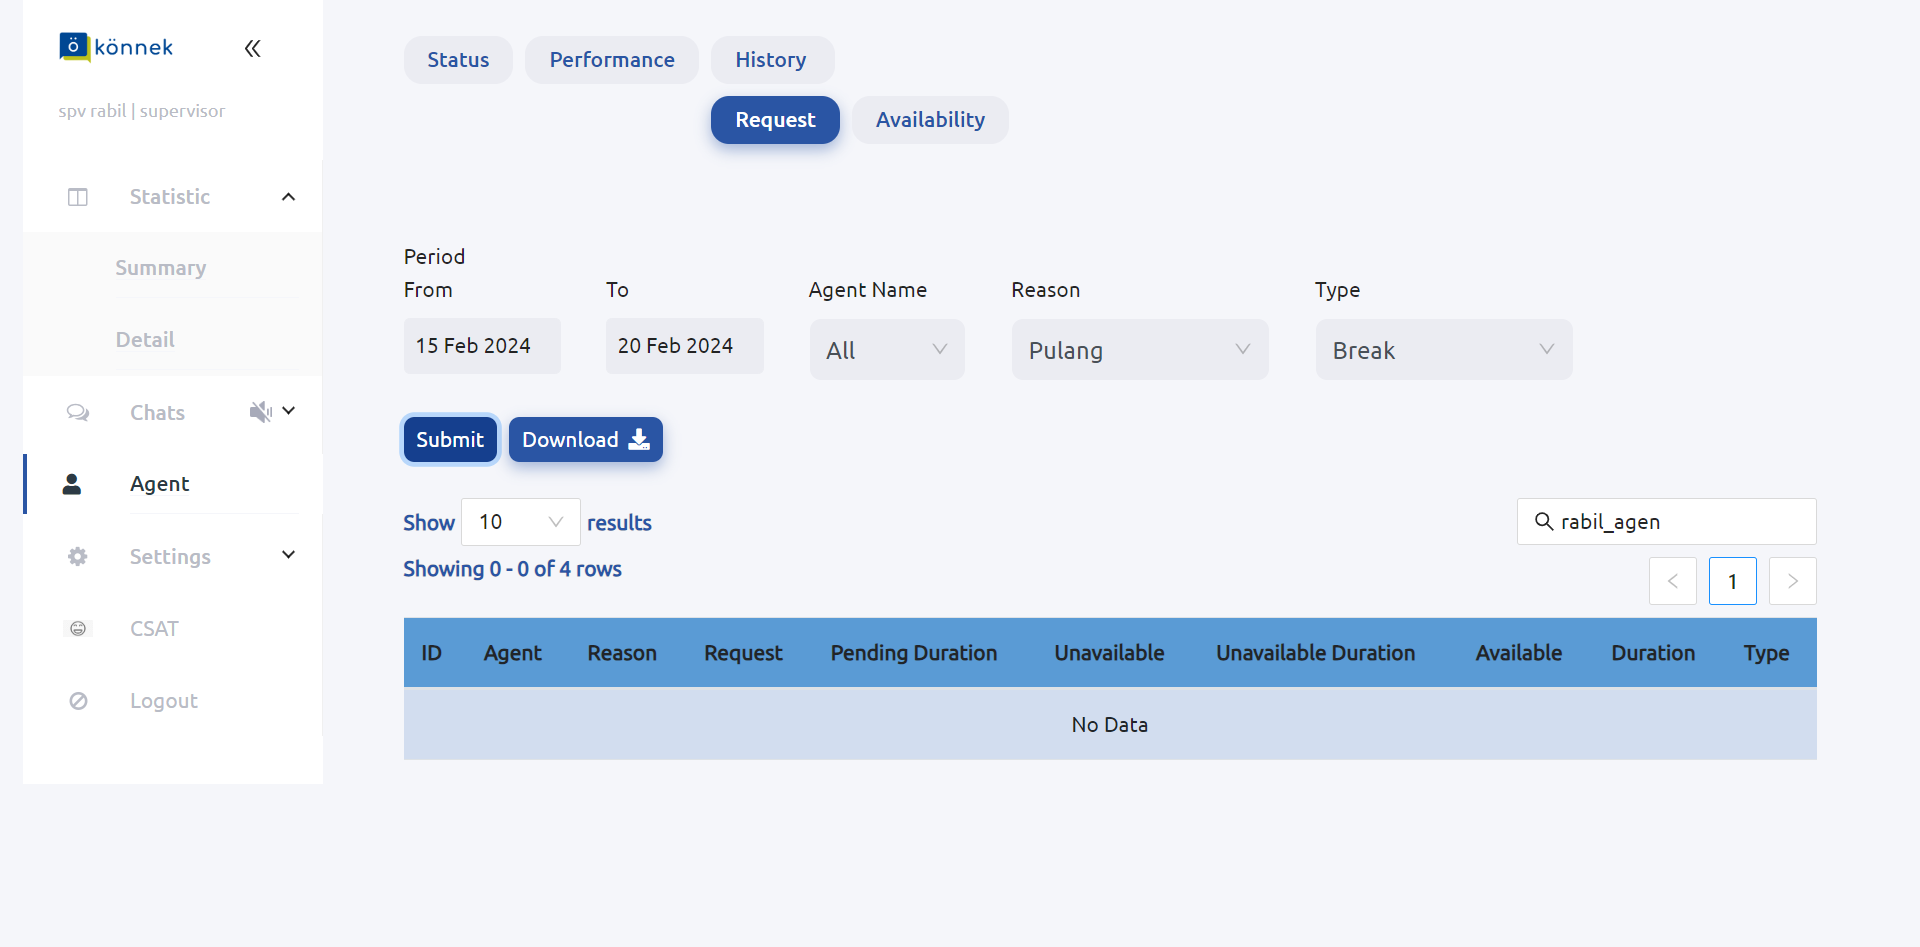 könnek
spv rabil | supervisor
Statistic
Summary
Detail
Chats
Agent
Settings
CSAT
Logout
Status Performance History
Request Availability
Period
From To Agent Name Reason Type
15 Feb 2024 20 Feb 2024 All Pulang Break
Submit Download
Show 10 results rabil_agen
Showing 0 - 0 of 4 rows
1
ID Agent Reason Request Pending Duration Unavailable Unavailable Duration Available Duration Type
No Data